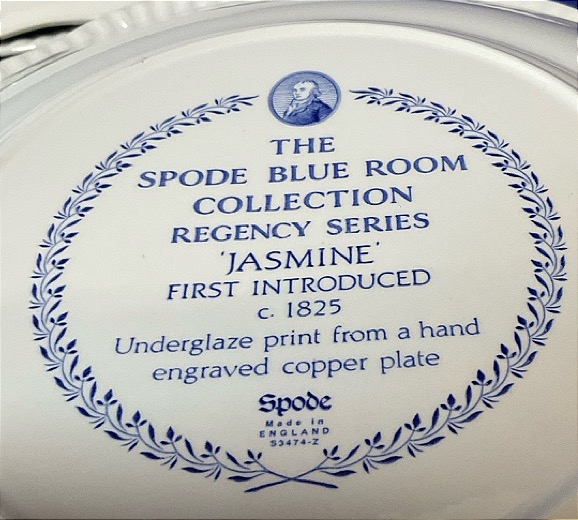 THE
SPODE BLUE ROOM
COLLECTION
REGENCY SERIES
'JASMINE'
FIRST INTRODUCED
c. 1825
Underglaze print from a hand
engraved copper plate
Spode
Made in
ENGLAND
S3474-Z